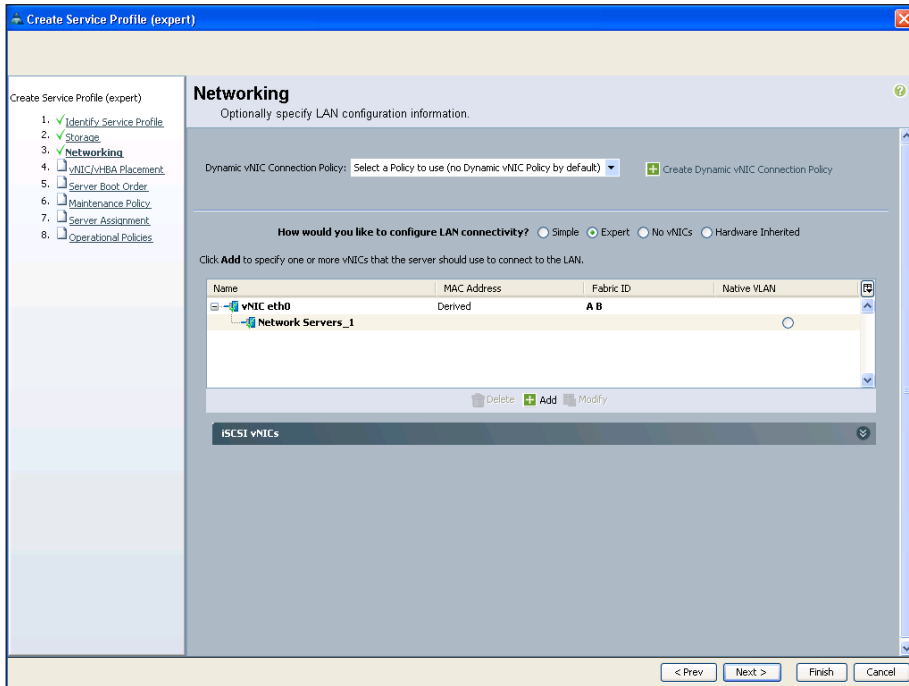 Create Service Profile (expert)
Create Service Profile (expert)
1. Identify Service Profile
2. Storage
3. Networking
4. vNIC/vHBA Placement
5. Server Boot Order
6. Maintenance Policy
7. Server Assignment
8. Operational Policies
Networking
Optionally specify LAN configuration information.
Dynamic vNIC Connection Policy: Select a Policy to use (no Dynamic vNIC Policy by default) Create Dynamic vNIC Connection Policy
How would you like to configure LAN connectivity? Simple Expert No vNICs Hardware Inherited
Click Add to specify one or more vNICs that the server should use to connect to the LAN.
Name MAC Address Fabric ID Native VLAN
vNIC eth0 Derived A B
Network Servers_1
Delete Add Modify
iSCSI vNICs
< Prev Next > Finish Cancel